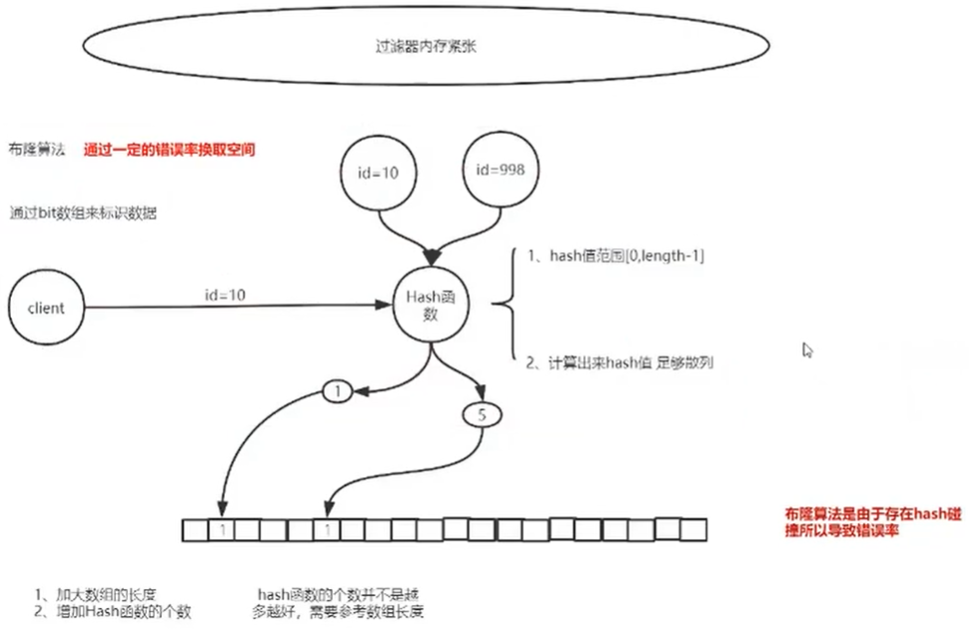 过滤器内存紧张
布隆算法 通过一定的错误率换取空间
id=10
id=998
通过bit数组来标识数据
1、hash值范围[0,length-1]
client
id=10
Hash函
数
2、计算出来hash值 足够散列
1
5
1
1
布隆算法是由于存在hash碰
撞所以导致错误率
1、加大数组的长度
2、增加Hash函数的个数
hash函数的个数并不是越
多越好，需要参考数组长度